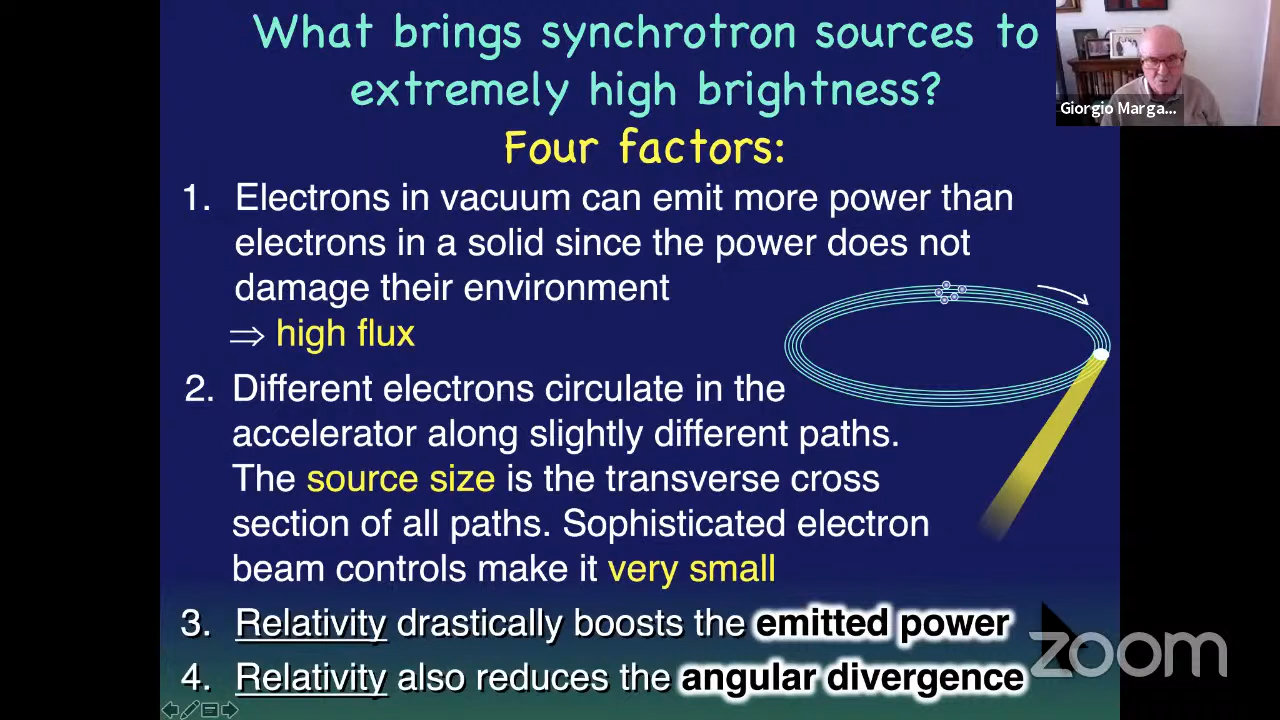 What brings synchrotron sources to
extremely high brightness?
Four factors:
1. Electrons in vacuum can emit more power than
electrons in a solid since the power does not
damage their environment
⇒ high flux
2. Different electrons circulate in the
accelerator along slightly different paths.
The source size is the transverse cross
section of all paths. Sophisticated electron
beam controls make it very small
3. Relativity drastically boosts the emitted power
4. Relativity also reduces the angular divergence
Giorgio Marga...
zoom